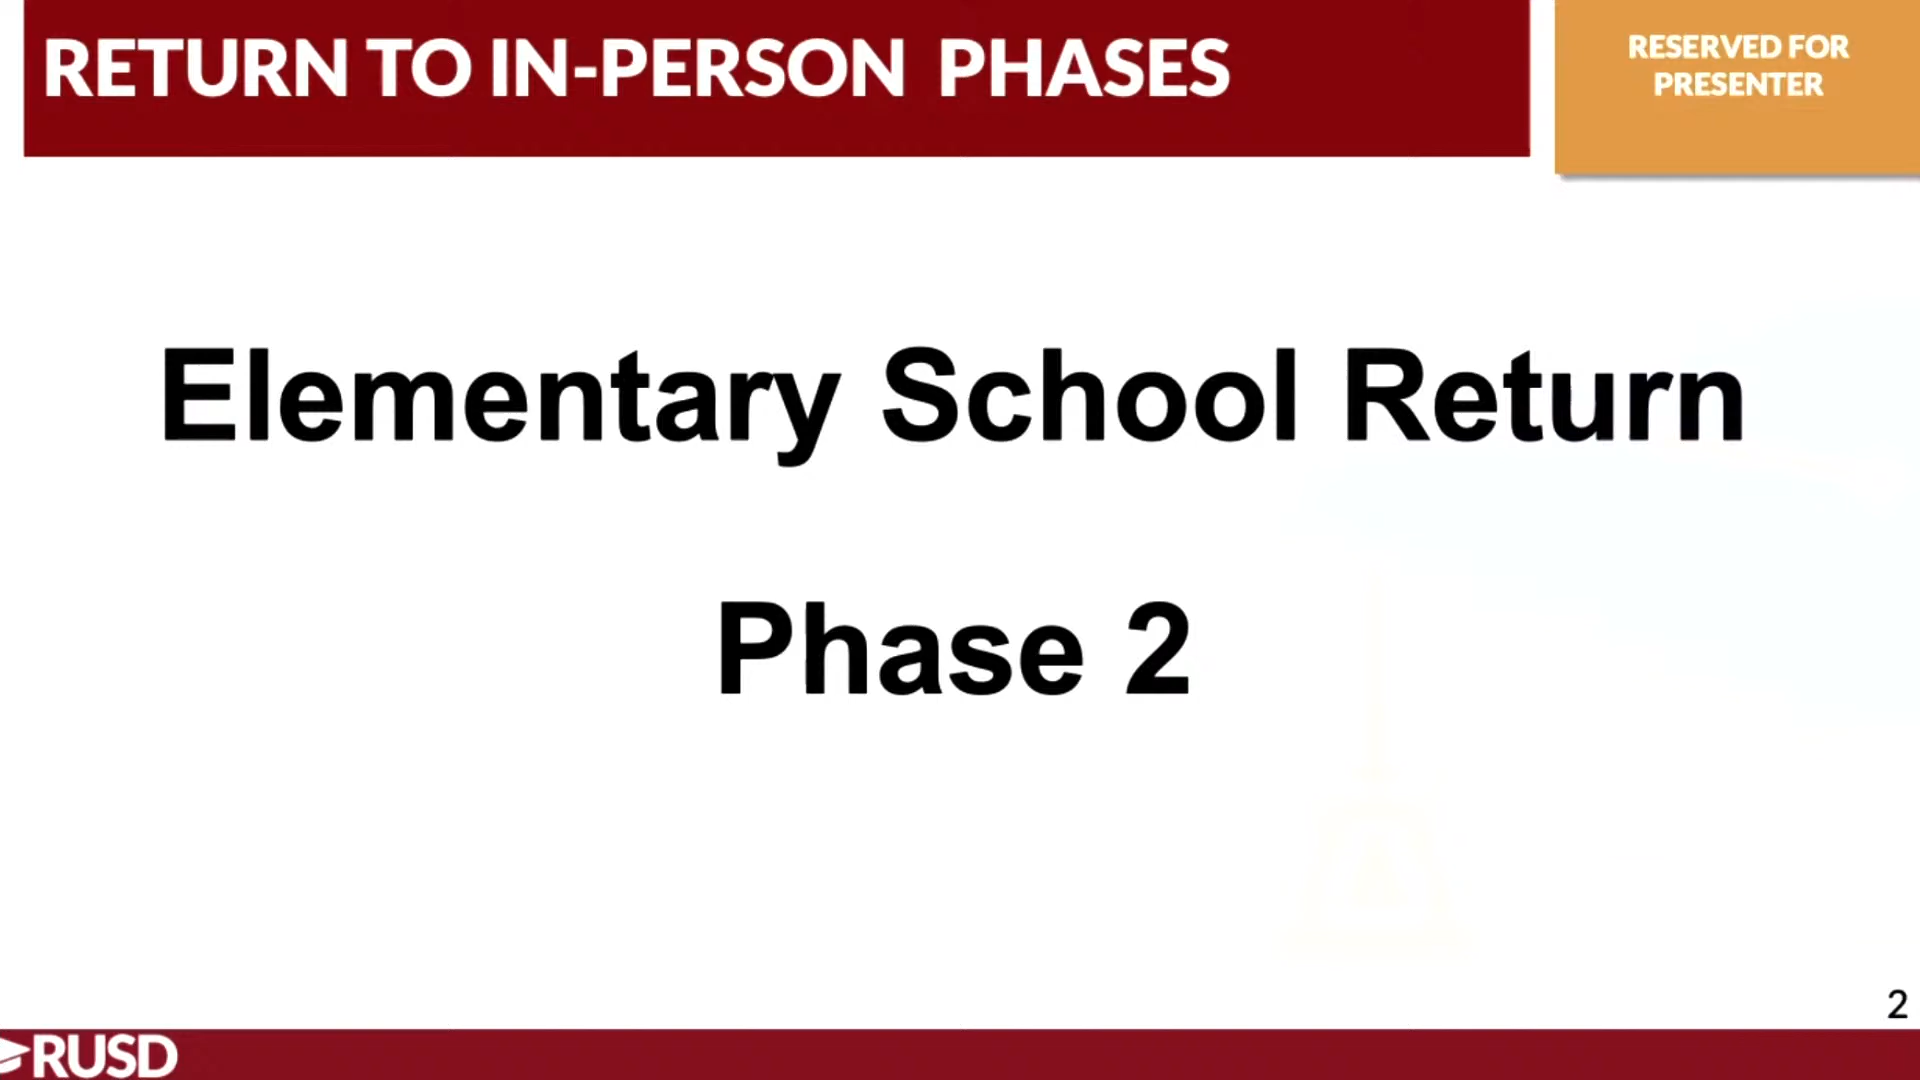 RETURN TO IN-PERSON PHASES
RESERVED FOR
PRESENTER
Elementary School Return
Phase 2
2
RUSD